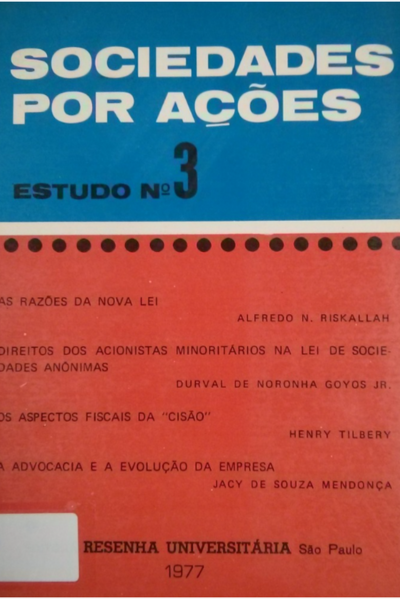 SOCIEDADES
POR AÇÕES
ESTUDO Nº 3
AS RAZÕES DA NOVA LEI
ALFREDO N. RISKALLAH
DIREITOS DOS ACIONISTAS MINORITÁRIOS NA LEI DE SOCIE-
DADES ANÔNIMAS
DURVAL DE NORONHA GOYOS JR.
OS ASPECTOS FISCAIS DA "CISÃO"
HENRY TILBERY
A ADVOCACIA E A EVOLUÇÃO DA EMPRESA
JACY DE SOUZA MENDONÇA
RESENHA UNIVERSITÁRIA São Paulo
1977